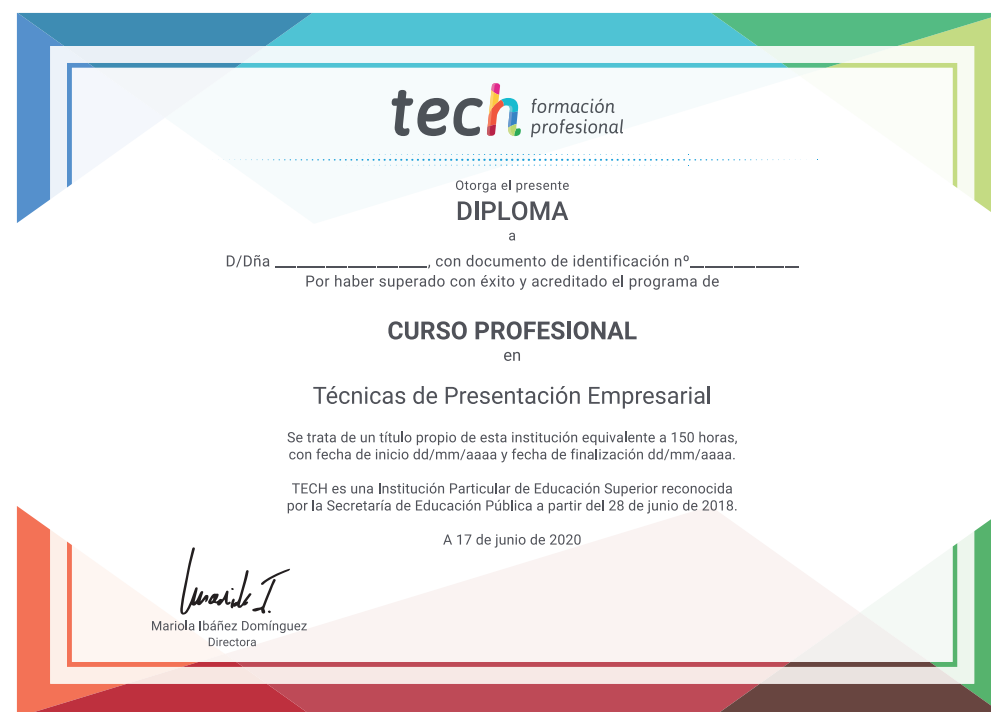 tech formación
profesional
Otorga el presente
DIPLOMA
a
D/Dña ______________, con documento de identificación nº__________
Por haber superado con éxito y acreditado el programa de
CURSO PROFESIONAL
en
Técnicas de Presentación Empresarial
Se trata de un título propio de esta institución equivalente a 150 horas,
con fecha de inicio dd/mm/aaaa y fecha de finalización dd/mm/aaaa.
TECH es una Institución Particular de Educación Superior reconocida
por la Secretaría de Educación Pública a partir del 28 de junio de 2018.
A 17 de junio de 2020
Mariola Ibáñez Domínguez
Directora